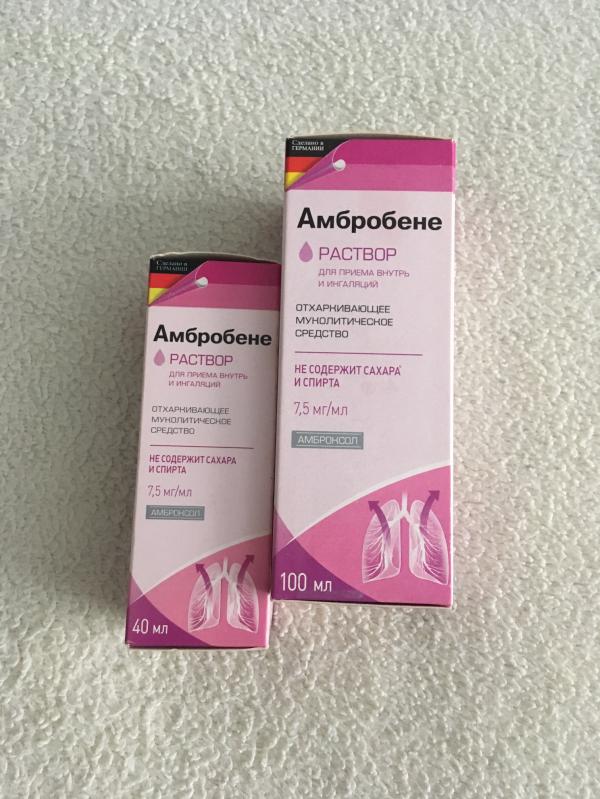 Сделано в
ГЕРМАНИИ
Амбробене
РАСТВОР
ДЛЯ ПРИЕМА ВНУТРЬ
И ИНГАЛЯЦИЙ
ОТХАРКИВАЮЩЕЕ
МУКОЛИТИЧЕСКОЕ
СРЕДСТВО
НЕ СОДЕРЖИТ САХАРА
И СПИРТА
7,5 мг/мл
АМБРОКСОЛ
40 мл
Сделано в
ГЕРМАНИИ
Амбробене
РАСТВОР
ДЛЯ ПРИЕМА ВНУТРЬ
И ИНГАЛЯЦИЙ
ОТХАРКИВАЮЩЕЕ
МУКОЛИТИЧЕСКОЕ
СРЕДСТВО
НЕ СОДЕРЖИТ САХАРА
И СПИРТА
7,5 мг/мл
АМБРОКСОЛ
100 мл